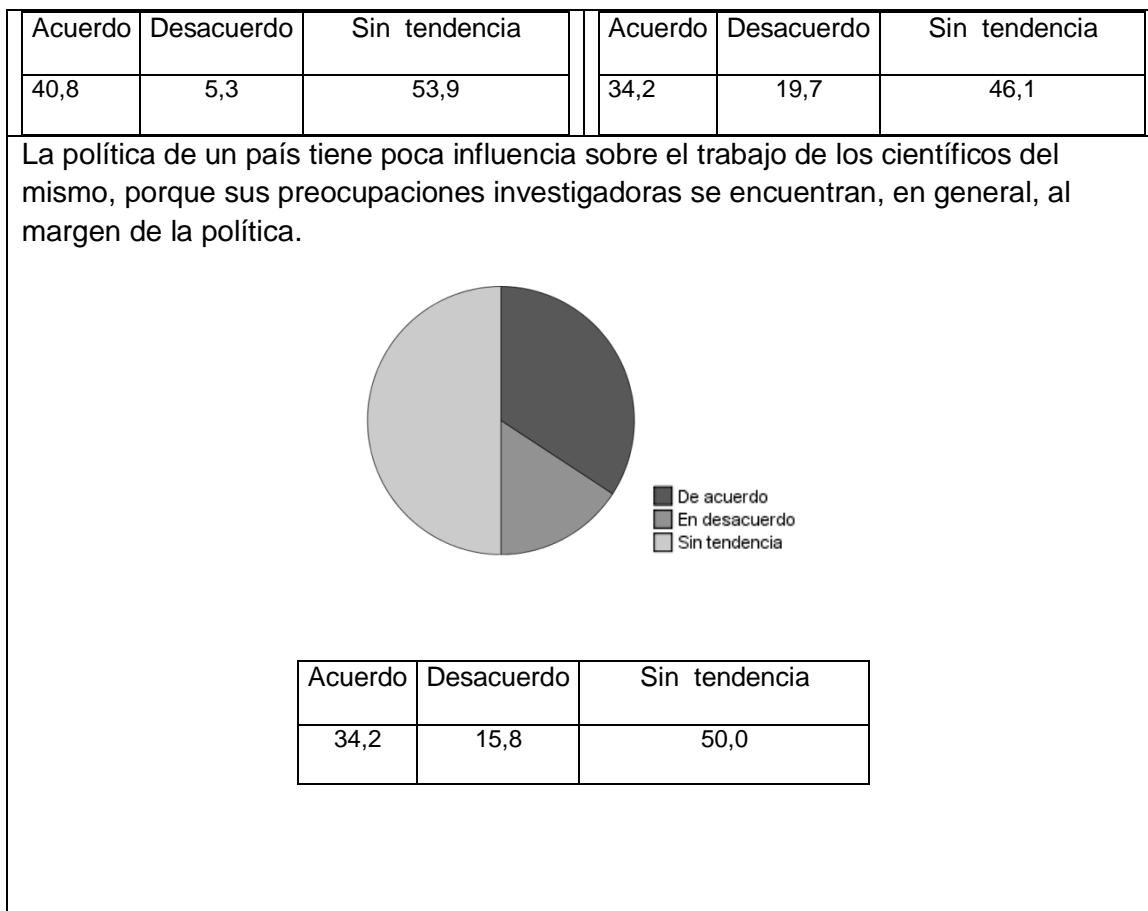 Acuerdo Desacuerdo Sin tendencia Acuerdo Desacuerdo Sin tendencia
40,8 5,3 53,9 34,2 19,7 46,1
La política de un país tiene poca influencia sobre el trabajo de los científicos del
mismo, porque sus preocupaciones investigadoras se encuentran, en general, al
margen de la política.
De acuerdo
En desacuerdo
Sin tendencia
Acuerdo Desacuerdo Sin tendencia
34,2 15,8 50,0